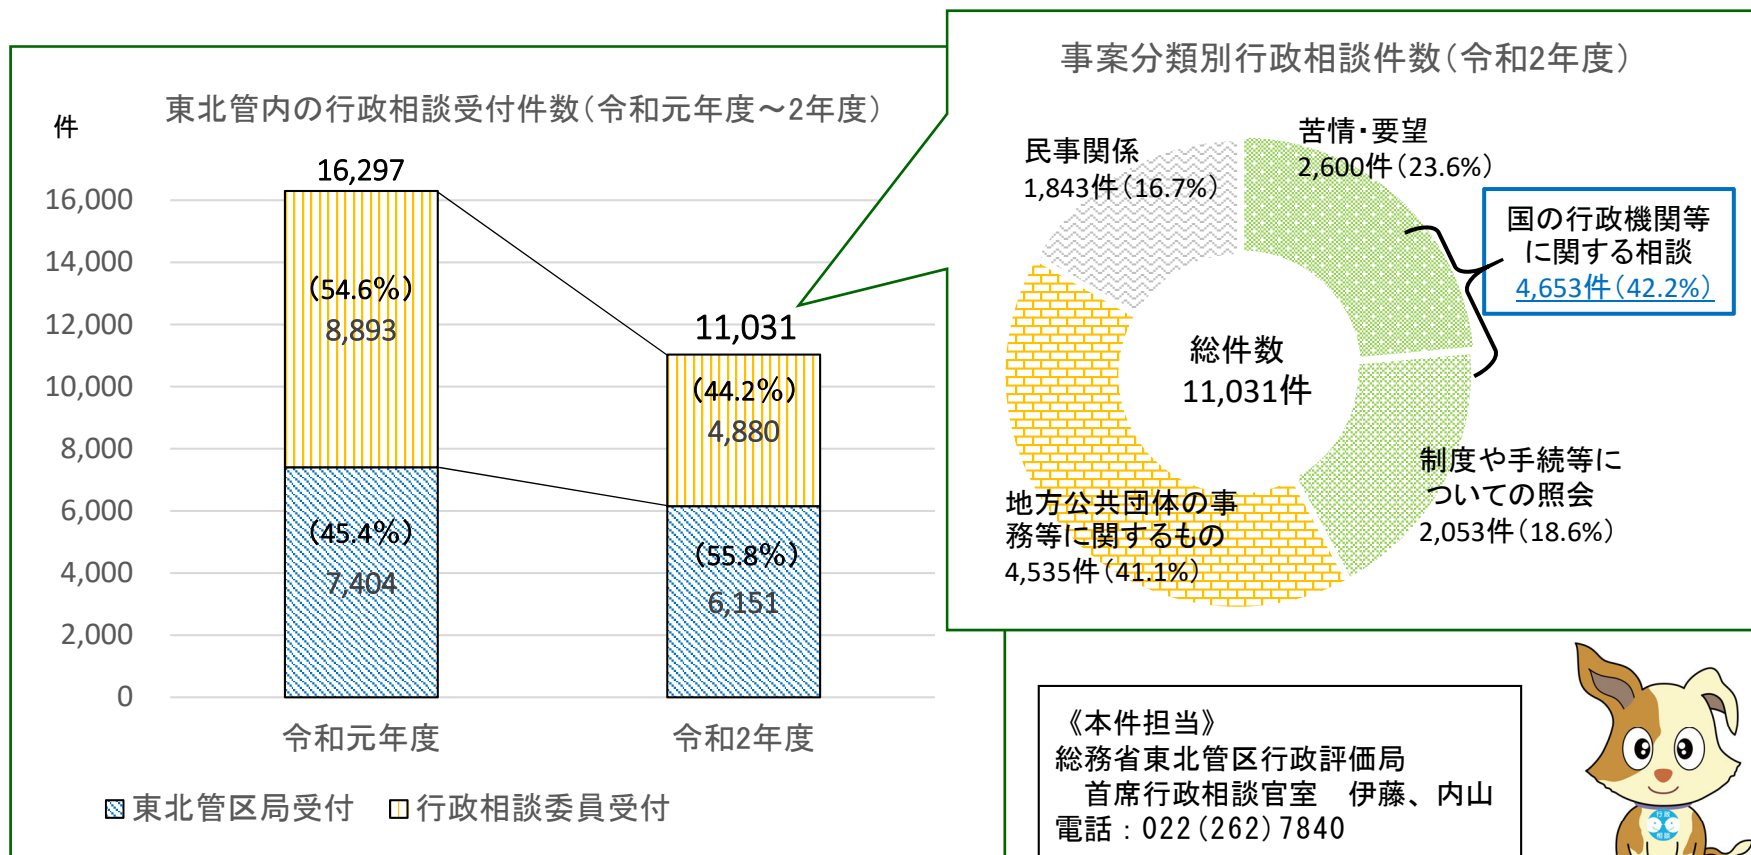 東北管内の行政相談受付件数（令和元年度～2年度）
件
16,297
16,000
14,000
12,000
10,000
8,000
6,000
4,000
2,000
0
(54.6%)
8,893
(45.4%)
7,404
11,031
(44.2%)
4,880
(55.8%)
6,151
令和元年度
令和2年度
東北管区局受付
行政相談委員受付
事案分類別行政相談件数（令和2年度）
民事関係
1,843件（16.7%）
苦情・要望
2,600件（23.6%）
国の行政機関等
に関する相談
4,653件（42.2%）
総件数
11,031件
制度や手続等に
ついての照会
2,053件（18.6%）
地方公共団体の事
務等に関するもの
4,535件（41.1%）
《本件担当》
総務省東北管区行政評価局
首席行政相談官室　伊藤、内山
電話：022(262)7840
行政
相談